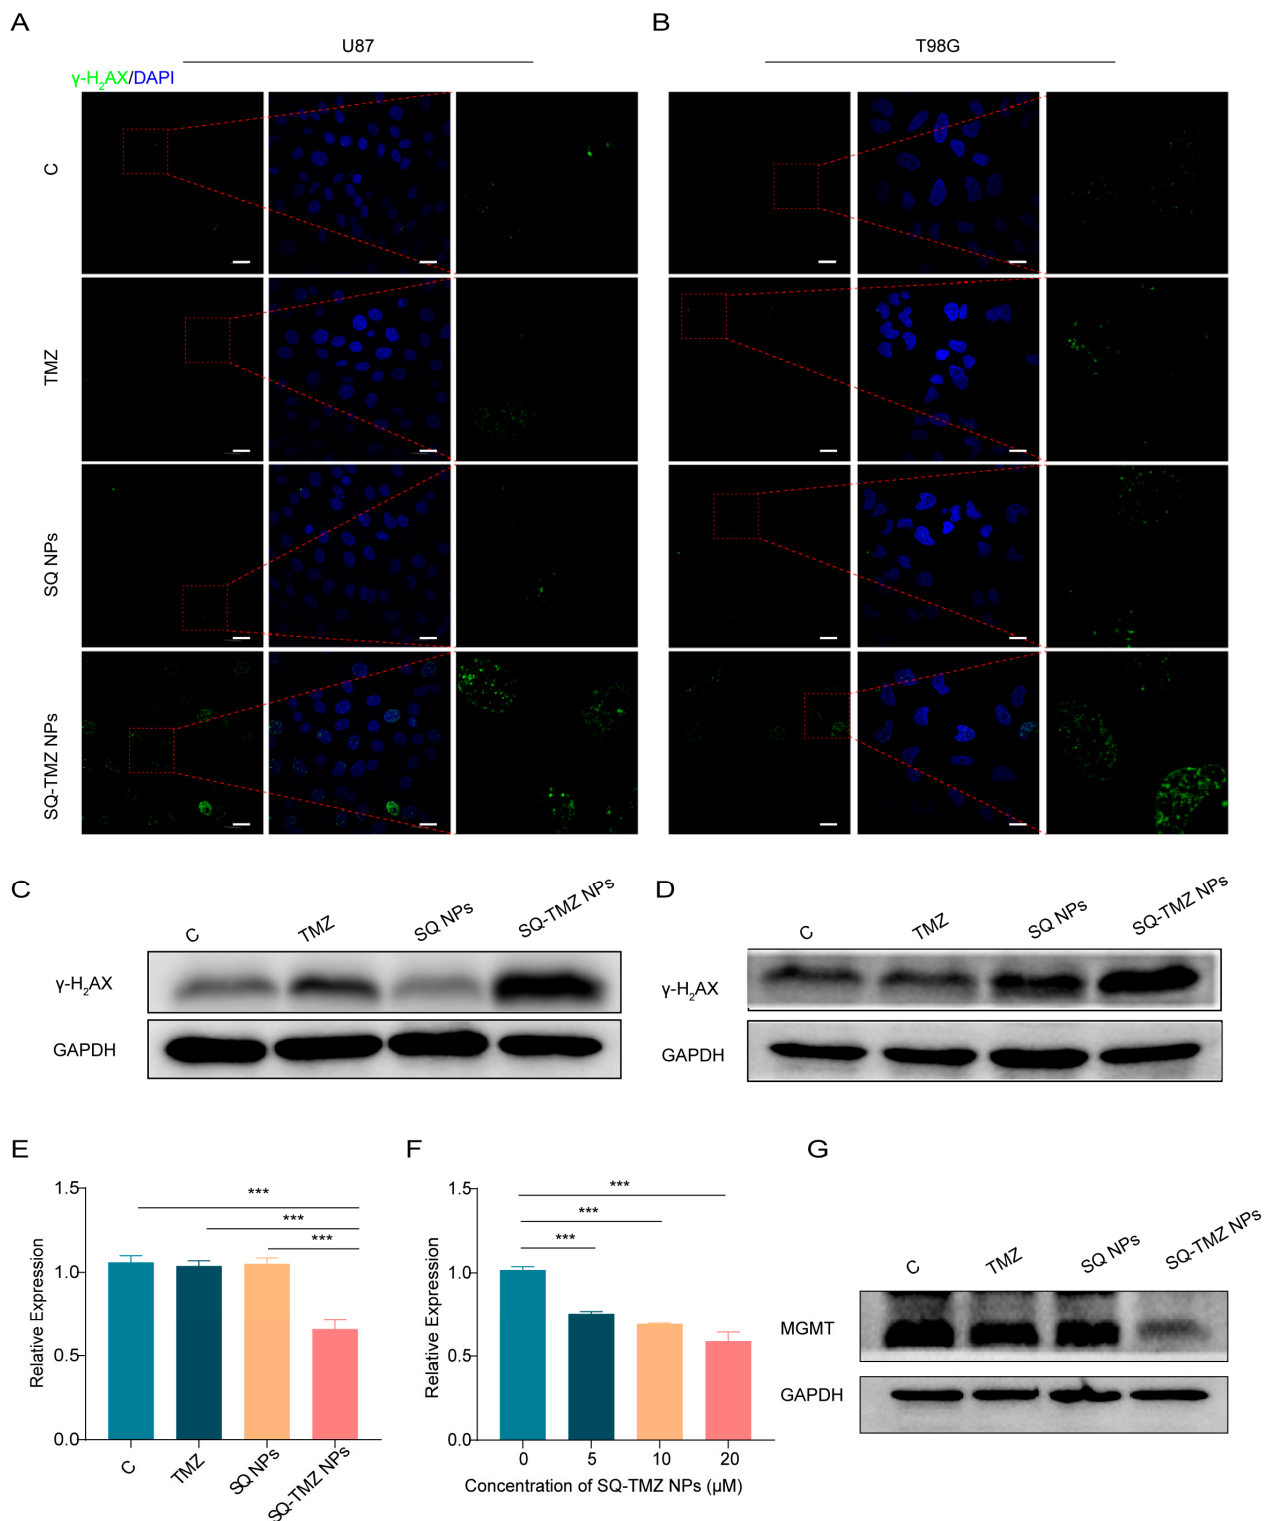 A
B
U87
T98G
γ-H₂AX/DAPI
C
TMZ
SQ NPs
SQ-TMZ NPs
C
D
C
TMZ
SQ NPs
SQ-TMZ NPs
γ-H₂AX
GAPDH
C
TMZ
SQ NPs
SQ-TMZ NPs
γ-H₂AX
GAPDH
E
Relative Expression
1.5
1.0
0.5
0.0
***
***
***
C
TMZ
SQ NPs
SQ-TMZ NPs
F
Relative Expression
1.5
1.0
0.5
0.0
***
***
***
0 5 10 20
Concentration of SQ-TMZ NPs (µM)
G
C
TMZ
SQ NPs
SQ-TMZ NPs
MGMT
GAPDH